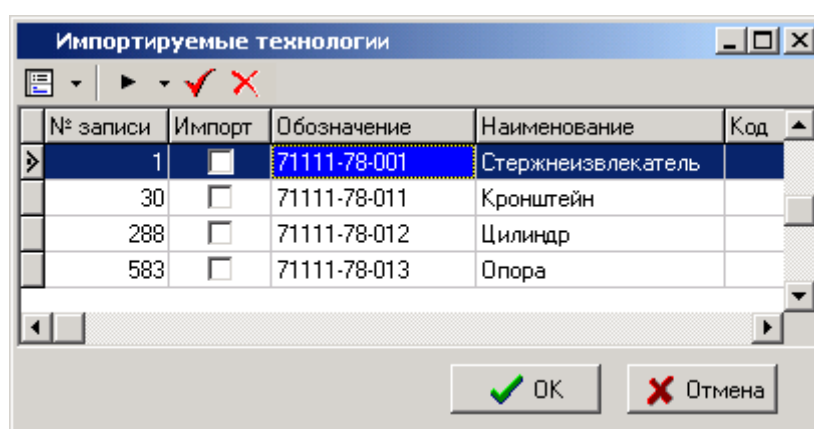 Импортируемые технологии
№ записи Импорт Обозначение Наименование Код
1 71111-78-001 Стержнеизвлекатель
30 71111-78-011 Кронштейн
288 71111-78-012 Цилиндр
583 71111-78-013 Опора
OK Отмена